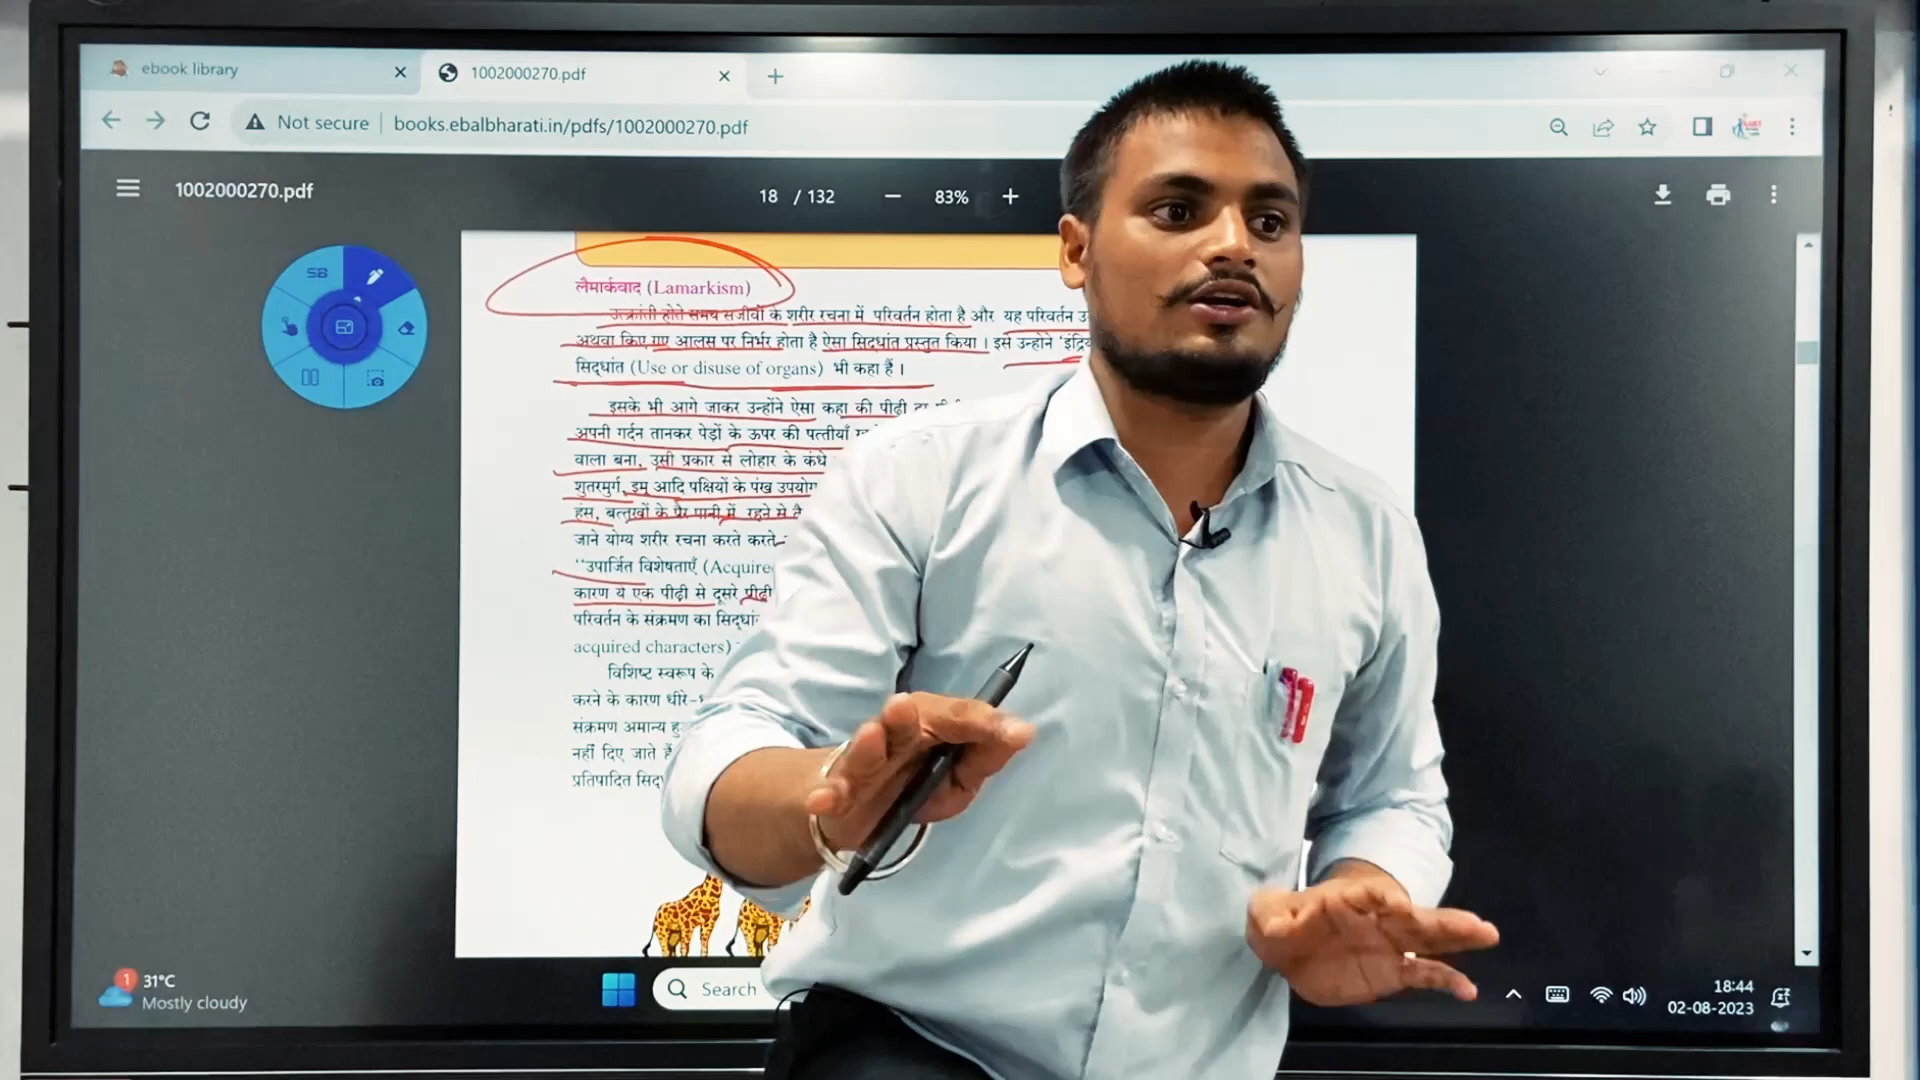 ebook library
1002000270.pdf
Not secure
books.ebalbharati.in/pdfs/1002000270.pdf
1002000270.pdf
18 / 132
83%
SB
लैमार्कवाद (Lamarkism)
उत्क्रांती होते समय सजीवों के शरीर रचना में परिवर्तन होता है और यह परिवर्तन
अथवा किए गए आलस पर निर्भर होता है ऐसा सिद्धांत प्रस्तुत किया । इसे उन्होने
सिद्धांत (Use or disuse of organs) भी कहा हैं ।
इसके भी आगे जाकर उन्होंने ऐसा कहा की पीढ़ी
अपनी गर्दन तानकर पेड़ों के ऊपर की पत्तीयाँ
वाला बना, उसी प्रकार से लोहार के कंधे
शुतरमुर्ग, इमू आदि पक्षियों के पंख
हंस, बत्तखों के पैर पानी में रहने से
जाने योग्य शरीर रचना करते करते
“उपार्जित विशेषताएँ
कारण ये एक पीढ़ी से दूसरे पीढ़ी
परिवर्तन के संक्रमण का
acquired characters)
विशिष्ट स्वरूप के
करने के कारण
संक्रमण अमान्य
नहीं दिए जाते
प्रतिपादित
1
31°C
Mostly cloudy
Search
18:44
02-08-2023